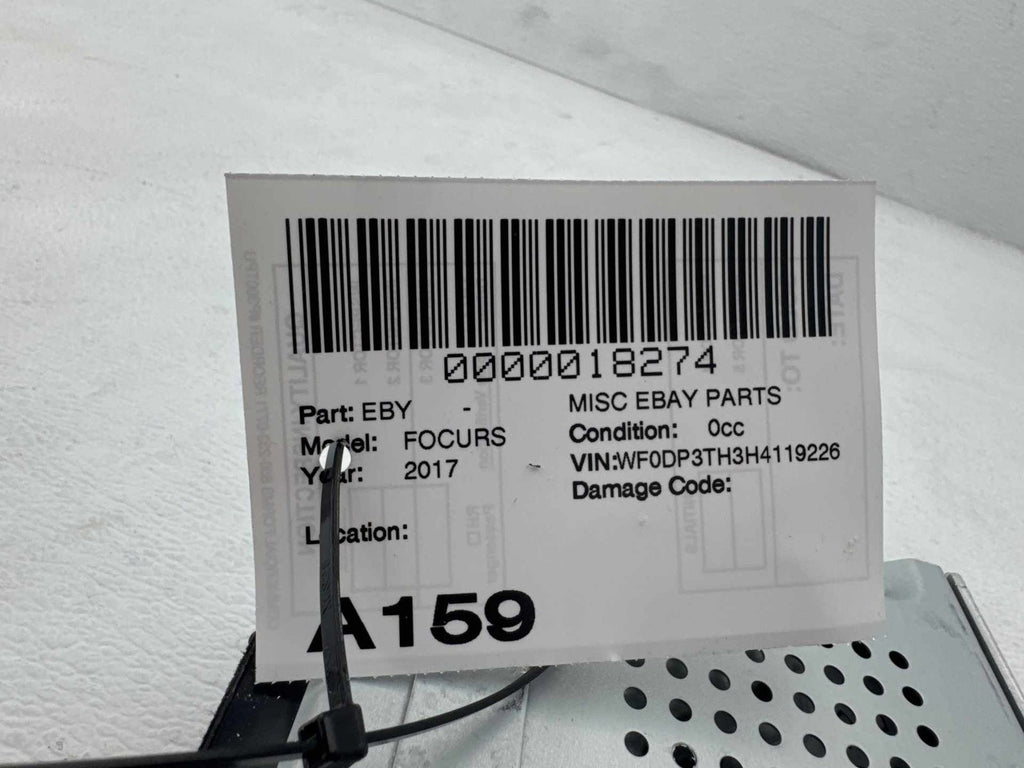 0000018274
Part: EBY - MISC EBAY PARTS
Model: FOCURS Condition: 0cc
Year: 2017 VIN:WF0DP3TH3H4119226
Damage Code:
Location:
A159